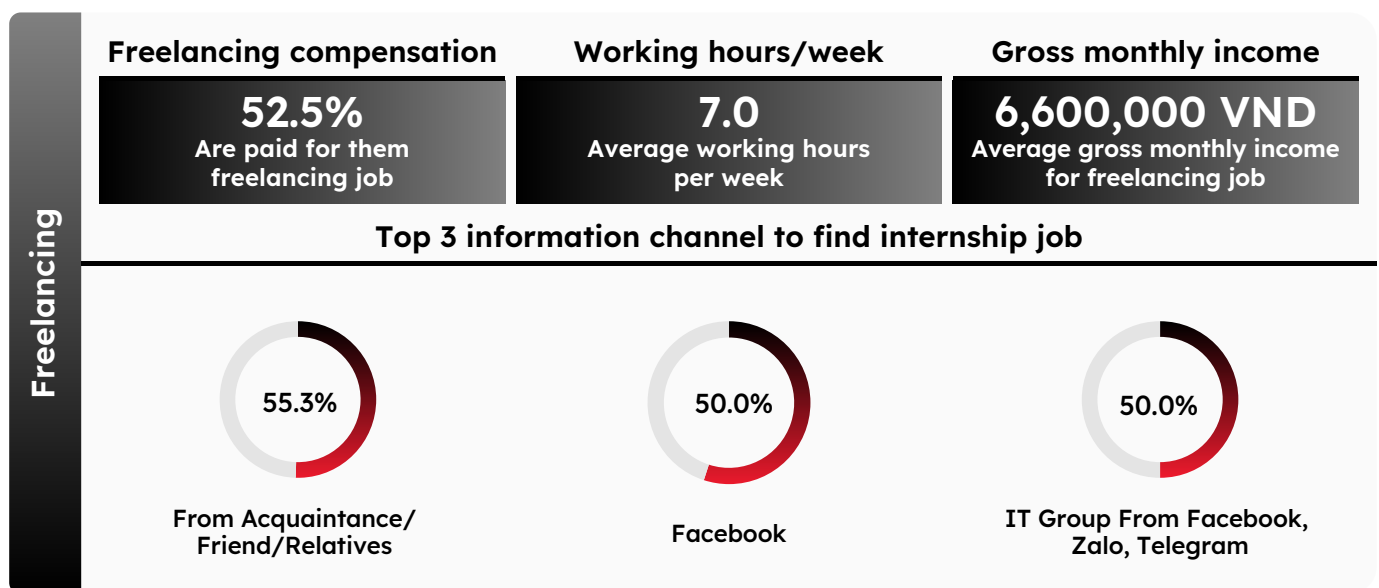 Freelancing
Freelancing compensation
52.5%
Are paid for them
freelancing job
Working hours/week
7.0
Average working hours
per week
Gross monthly income
6,600,000 VND
Average gross monthly income
for freelancing job
Top 3 information channel to find internship job
55.3%
From Acquaintance/
Friend/Relatives
50.0%
Facebook
50.0%
IT Group From Facebook,
Zalo, Telegram